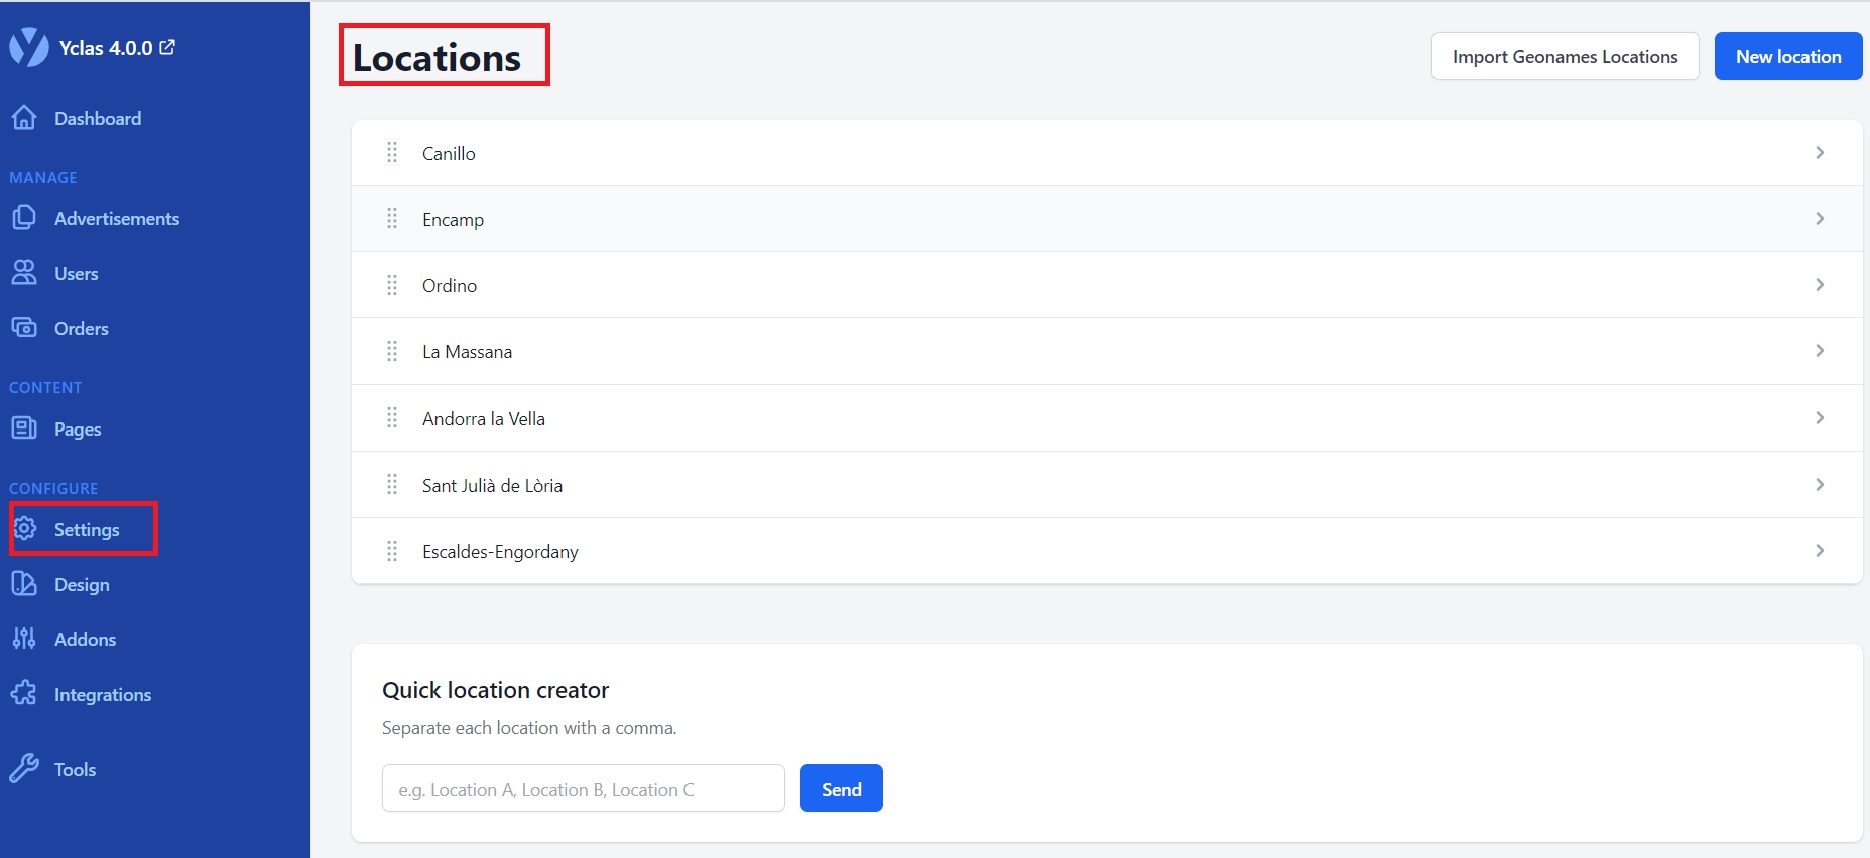 Yclas 4.0.0
Dashboard
MANAGE
Advertisements
Users
Orders
CONTENT
Pages
CONFIGURE
Settings
Design
Addons
Integrations
Tools
Locations
Import Geonames Locations
New location
Canillo
Encamp
Ordino
La Massana
Andorra la Vella
Sant Julià de Lòria
Escaldes-Engordany
Quick location creator
Separate each location with a comma.
e.g. Location A, Location B, Location C
Send